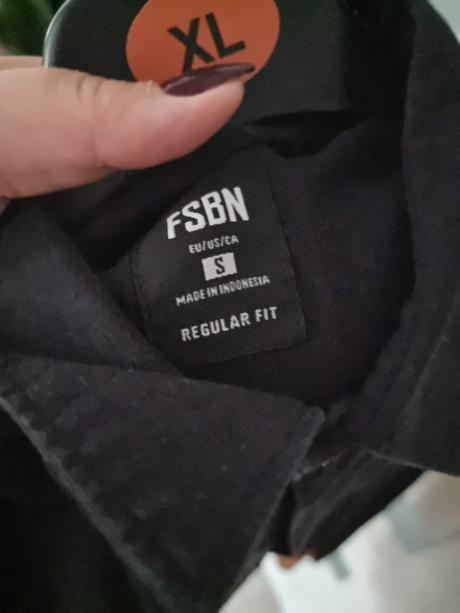 XL
FSBN
EU/US/CA
S
MADE IN INDONESIA
REGULAR FIT